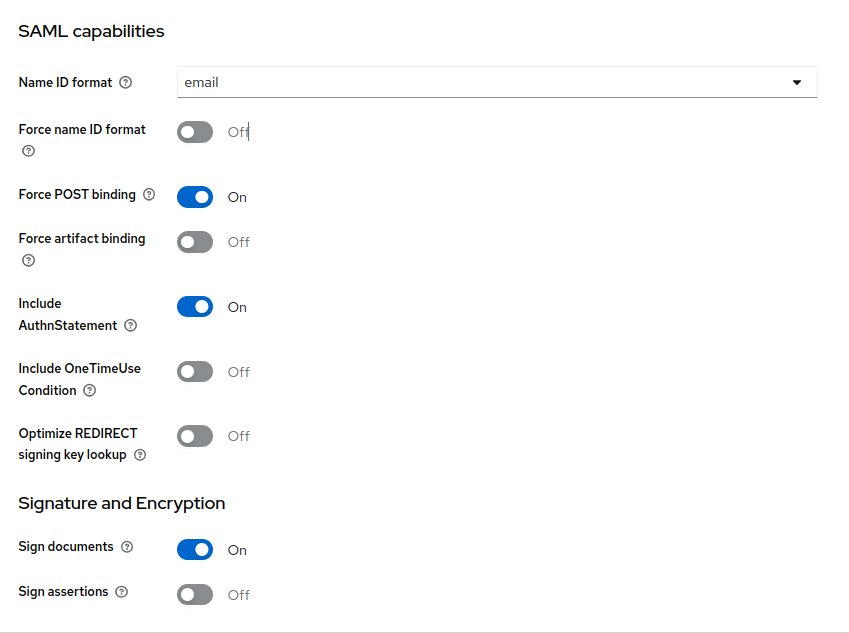 SAML capabilities
Name ID format
email
Force name ID format
Off
Force POST binding
On
Force artifact binding
Off
Include
AuthnStatement
On
Include OneTimeUse
Condition
Off
Optimize REDIRECT
signing key lookup
Off
Signature and Encryption
Sign documents
On
Sign assertions
Off